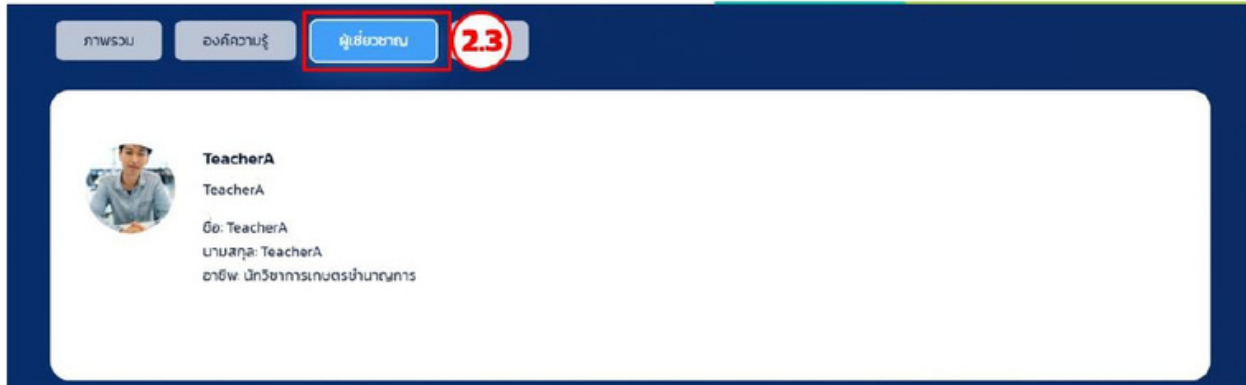 ภาพรวม องค์ความรู้ ผู้เชี่ยวชาญ 2.3
TeacherA
TeacherA
ชื่อ: TeacherA
นามสกุล: TeacherA
อาชีพ: นักวิชาการเกษตรชำนาญการ